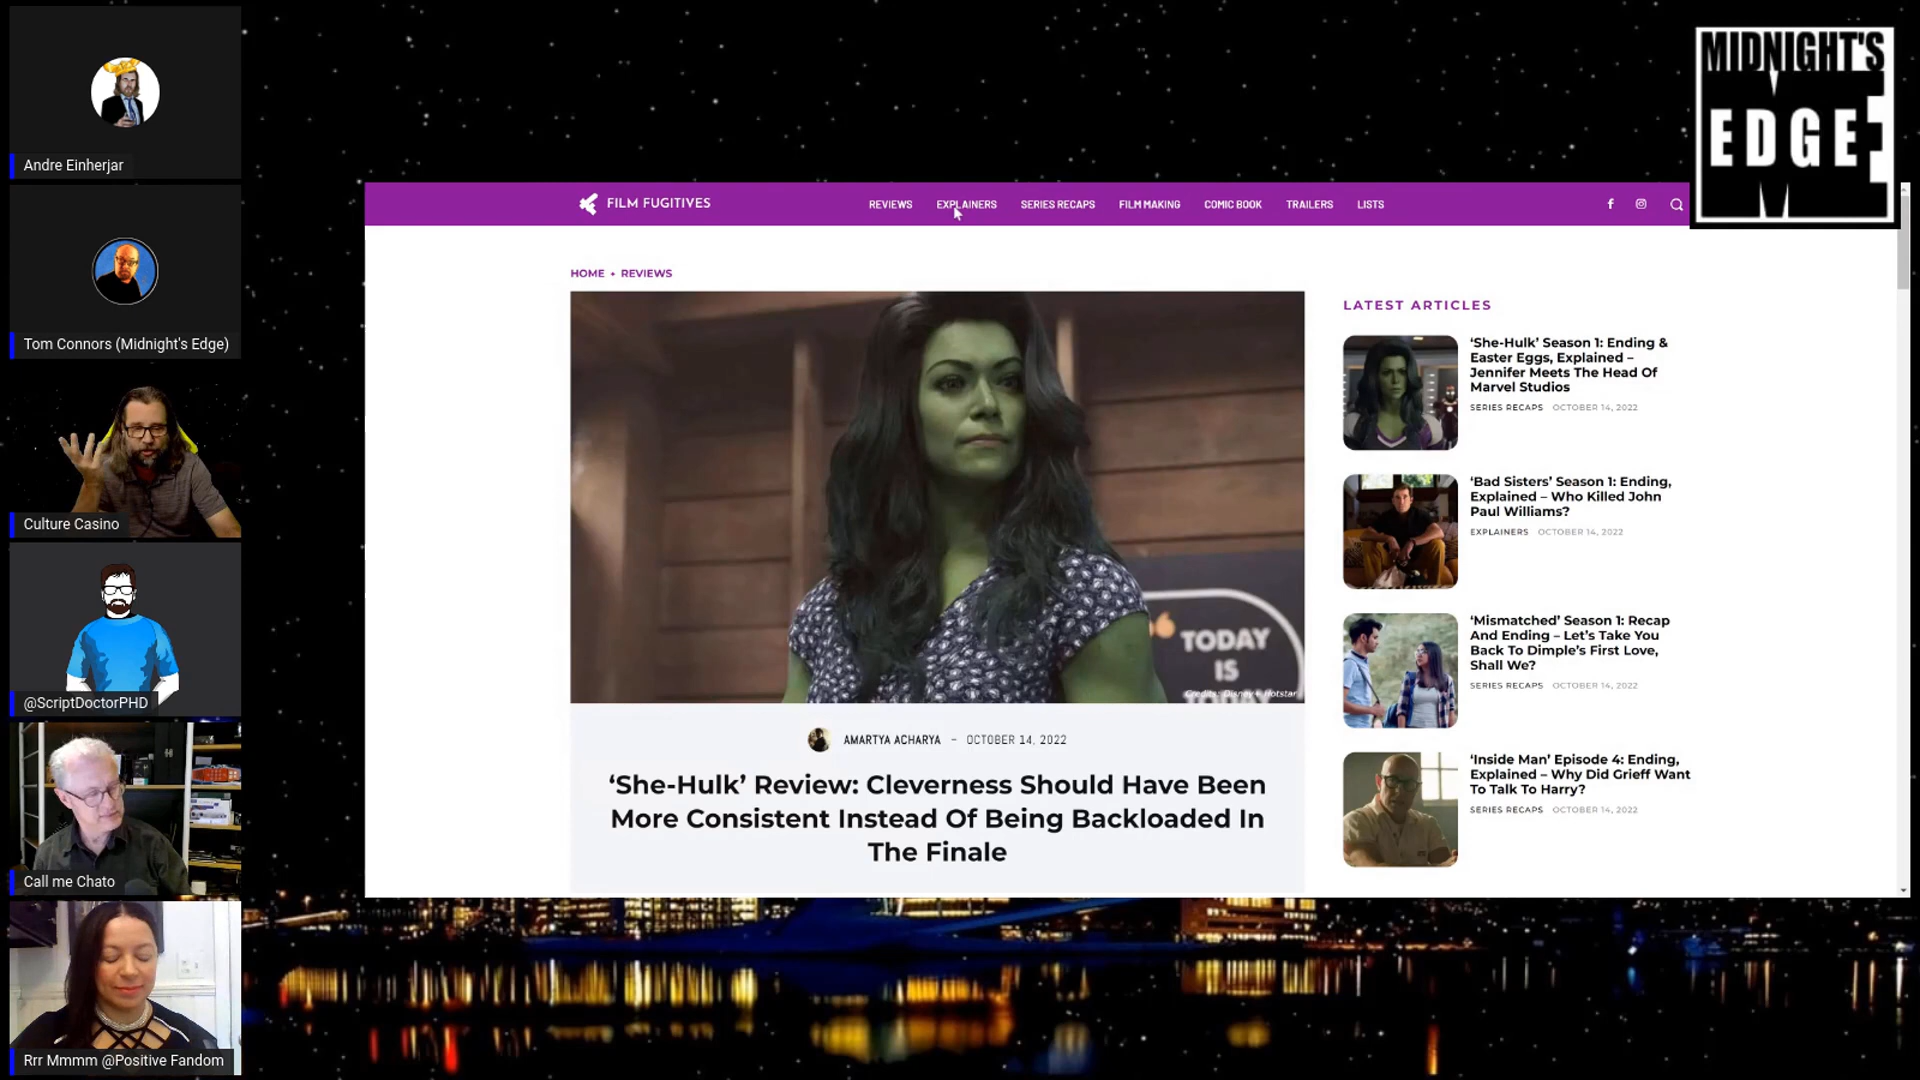 Andre Einherjar
Tom Connors (Midnight's Edge)
Culture Casino
@ScriptDoctorPHD
Call me Chato
Rrr Mmmm @Positive Fandom
MIDNIGHT'S
EDGE
FILM FUGITIVES
REVIEWS EXPLAINERS SERIES RECAPS FILM MAKING COMIC BOOK TRAILERS LISTS
HOME • REVIEWS
TODAY
IS
TODAY
Credits: Disney+ Hotstar
AMARTYA ACHARYA – OCTOBER 14, 2022
‘She-Hulk’ Review: Cleverness Should Have Been
More Consistent Instead Of Being Backloaded In
The Finale
LATEST ARTICLES
‘She-Hulk’ Season 1: Ending &
Easter Eggs, Explained –
Jennifer Meets The Head Of
Marvel Studios
SERIES RECAPS OCTOBER 14, 2022
‘Bad Sisters’ Season 1: Ending,
Explained – Who Killed John
Paul Williams?
EXPLAINERS OCTOBER 14, 2022
‘Mismatched’ Season 1: Recap
And Ending – Let’s Take You
Back To Dimple’s First Love,
Shall We?
SERIES RECAPS OCTOBER 14, 2022
‘Inside Man’ Episode 4: Ending,
Explained – Why Did Grieff Want
To Talk To Harry?
SERIES RECAPS OCTOBER 14, 2022